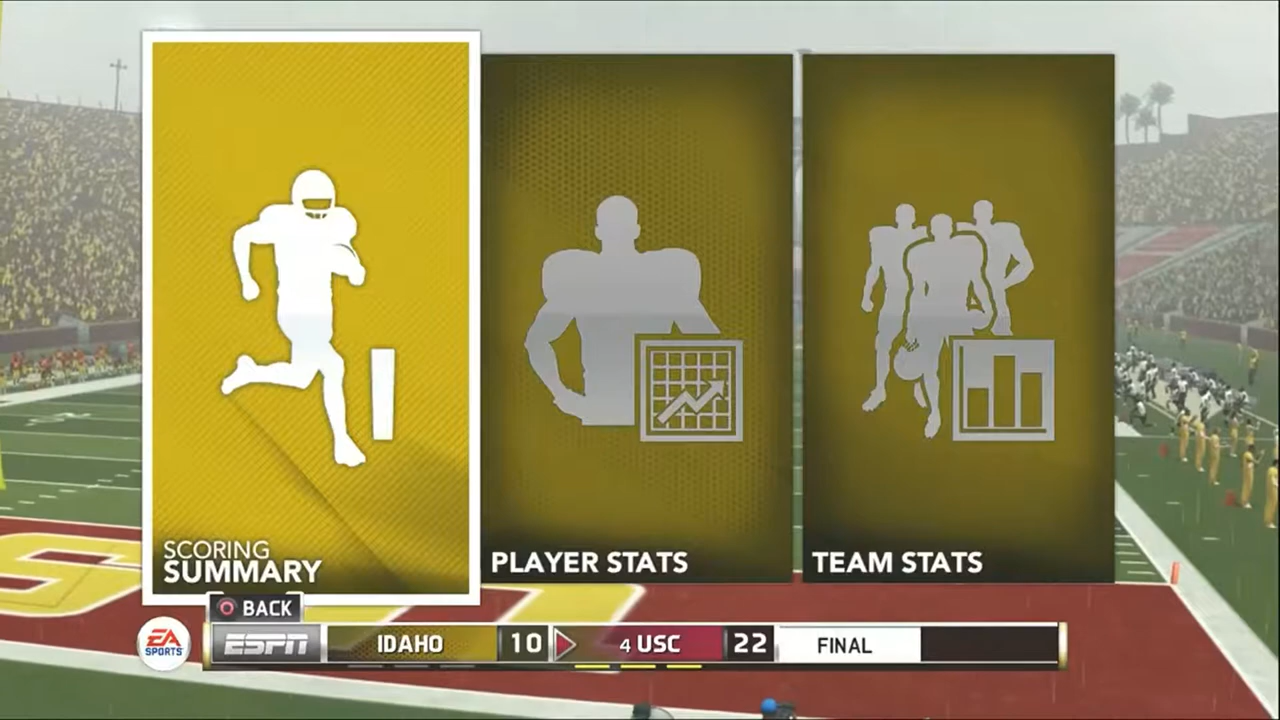 SCORING
SUMMARY
PLAYER STATS
TEAM STATS
BACK
EA
SPORTS
ESPN
IDAHO 10 4 USC 22 FINAL